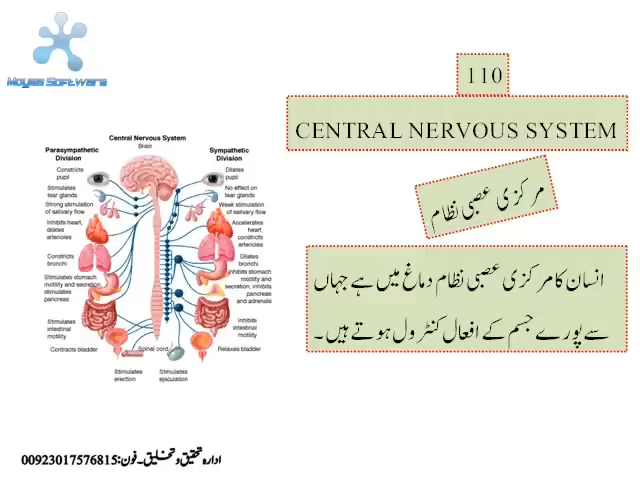 Moyes Software
110
CENTRAL NERVOUS SYSTEM
مرکزی عصبی نظام
انسان کا مرکزی عصبی نظام دماغ میں ہے جہاں
سے پورے جسم کے افعال کنٹرول ہوتے ہیں۔
Central Nervous System
Brain
Parasympathetic
Division
Constricts
pupil
Stimulates
tear glands
Strong stimulation
of salivary flow
Inhibits heart,
dilates
arterioles
Constricts
bronchi
Stimulates stomach
motility and secretion,
stimulates
pancreas
Stimulates
intestinal
motility
Contracts bladder
Stimulates
erection
Spinal cord
Sympathetic
Division
Dilates
pupil
No effect on
tear glands
Weak stimulation
of salivary flow
Accelerates
heart,
constricts
arterioles
Dilates
bronchi
Inhibits stomach
motility and
secretion, inhibits
pancreas
and adrenals
Inhibits
intestinal
motility
Relaxes bladder
Stimulates
ejaculation
ادارہ تحقیق و تخلیق۔ فون: 00923017576815